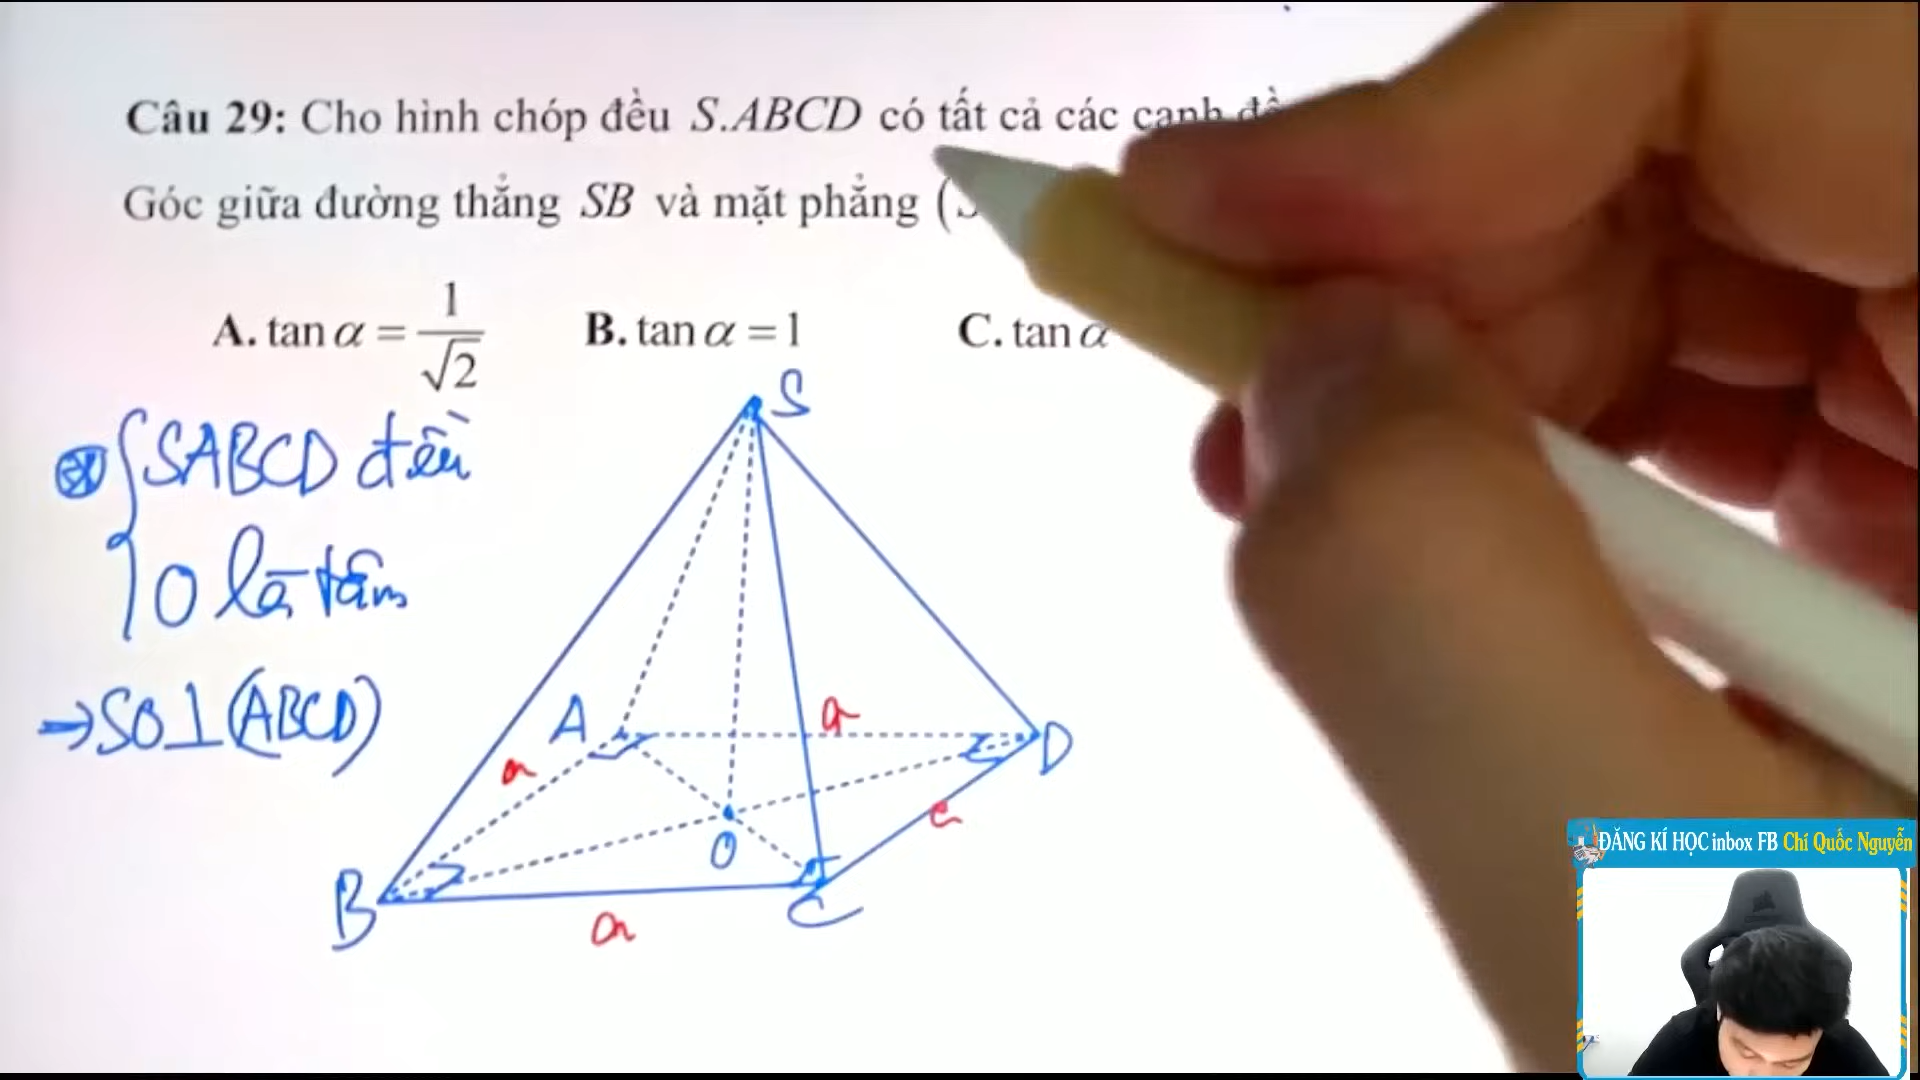 Câu 29: Cho hình chóp đều S.ABCD có tất cả các cạnh
Góc giữa đường thẳng SB và mặt phẳng (
A. tan α = 1/√2 B. tan α = 1 C. tan α
S
SABCD đều
O là tâm
→ SO ⊥ (ABCD)
A
a
D
a
a
O
B
C
a
ĐĂNG KÍ HỌC inbox FB Chí Quốc Nguyễn